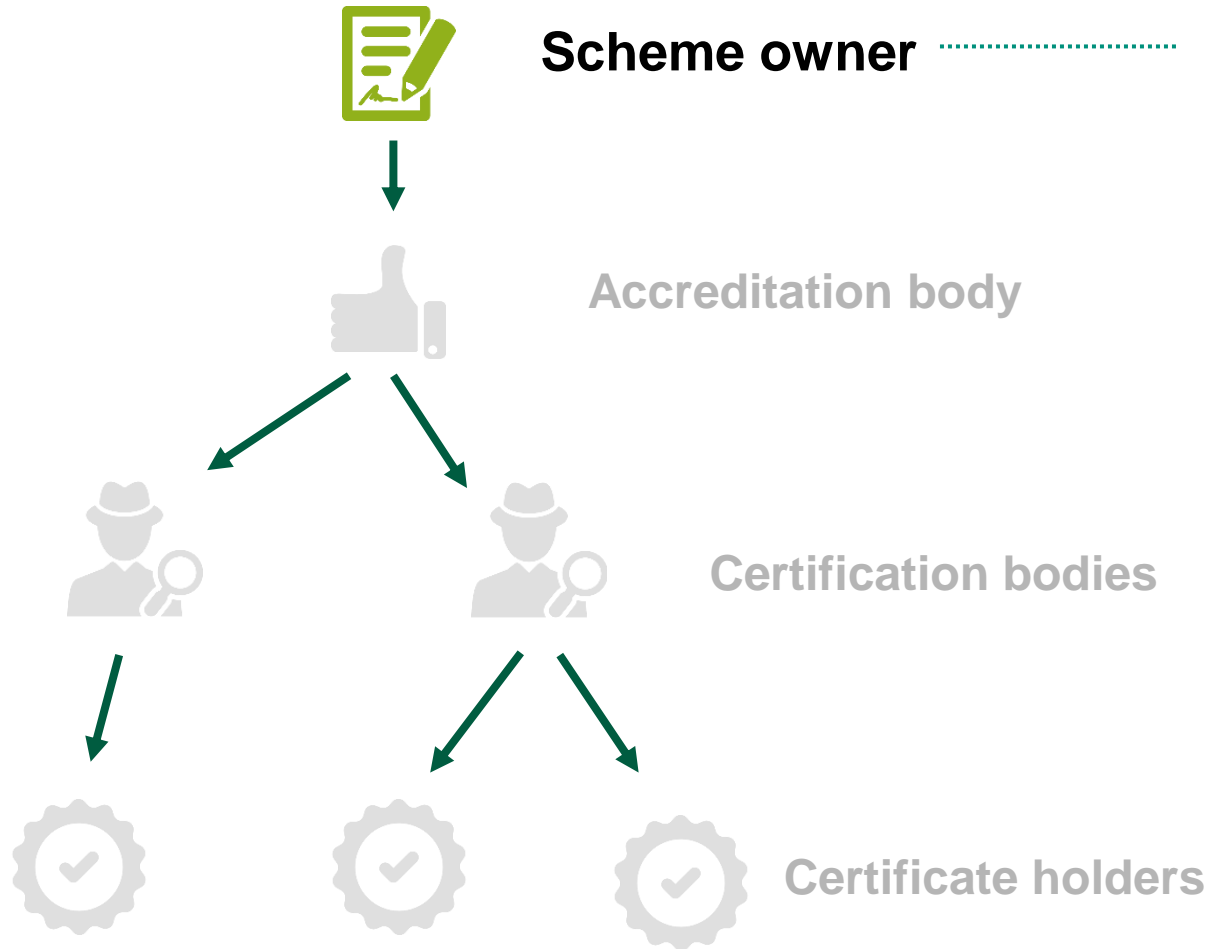 Scheme owner
Accreditation body
Certification bodies
Certificate holders